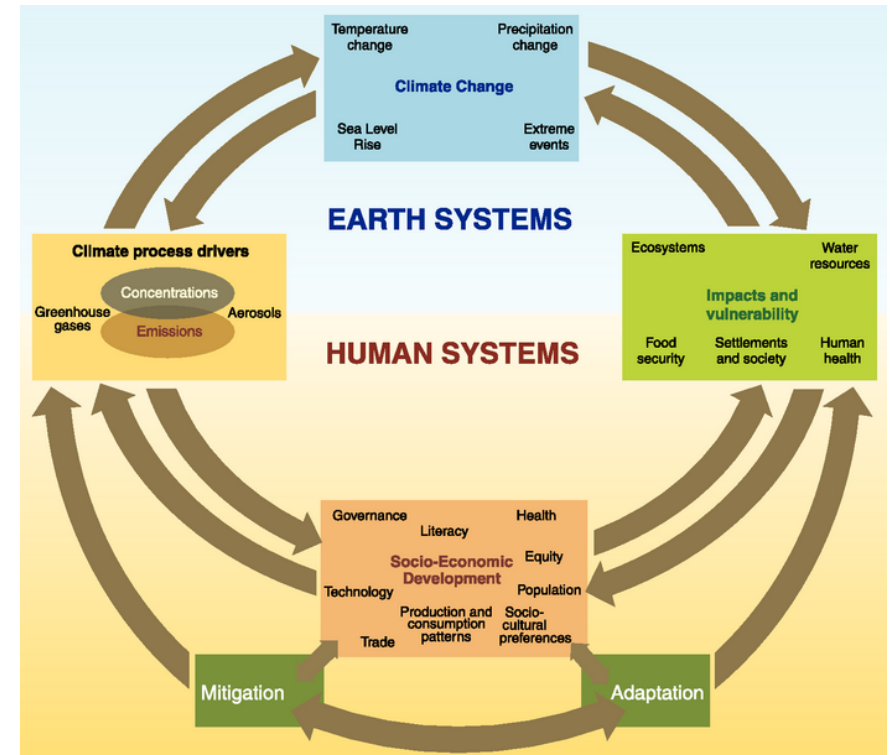 Temperature
change
Precipitation
change
Climate Change
Sea Level
Rise
Extreme
events
EARTH SYSTEMS
Climate process drivers
Concentrations
Greenhouse
gases
Aerosols
Emissions
Ecosystems
Water
resources
Impacts and
vulnerability
Food
security
Settlements
and society
Human
health
HUMAN SYSTEMS
Governance
Literacy
Health
Socio-Economic
Development
Equity
Technology
Population
Production and
consumption
patterns
Socio-
cultural
preferences
Trade
Mitigation
Adaptation